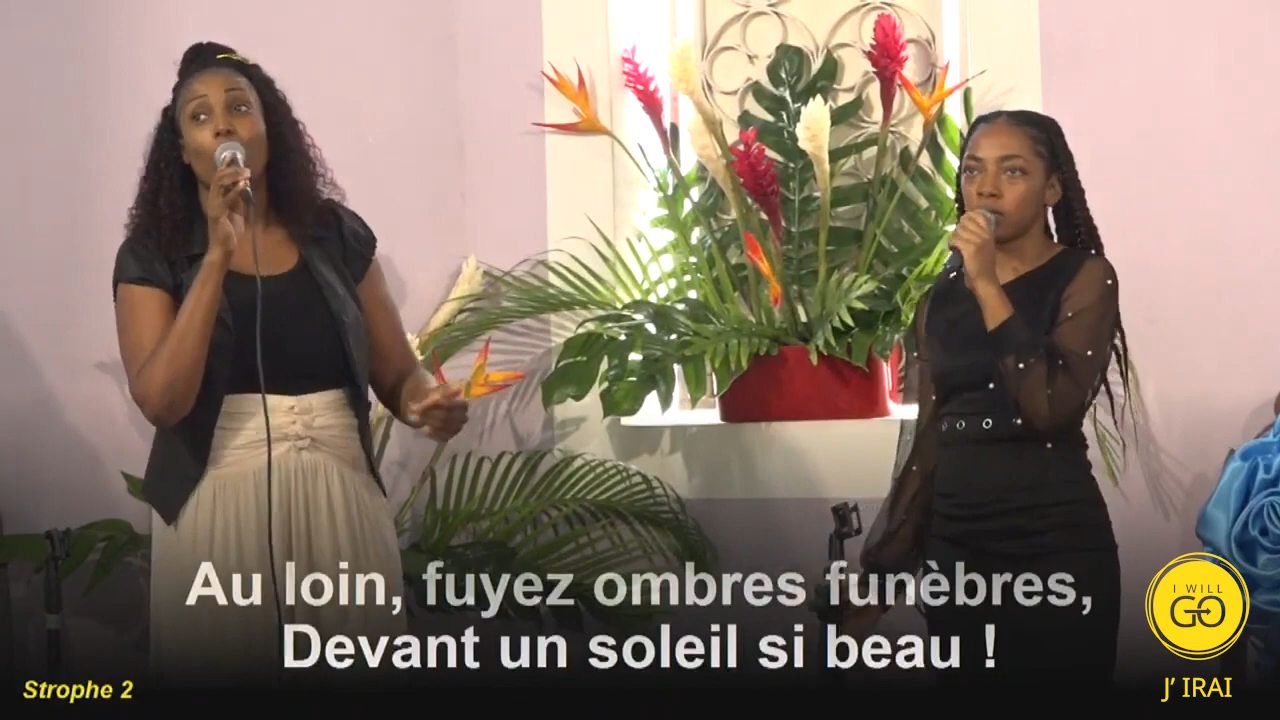 Au loin, fuyez ombres funèbres,
Devant un soleil si beau !
Strophe 2
I WILL
GO
J' IRAI